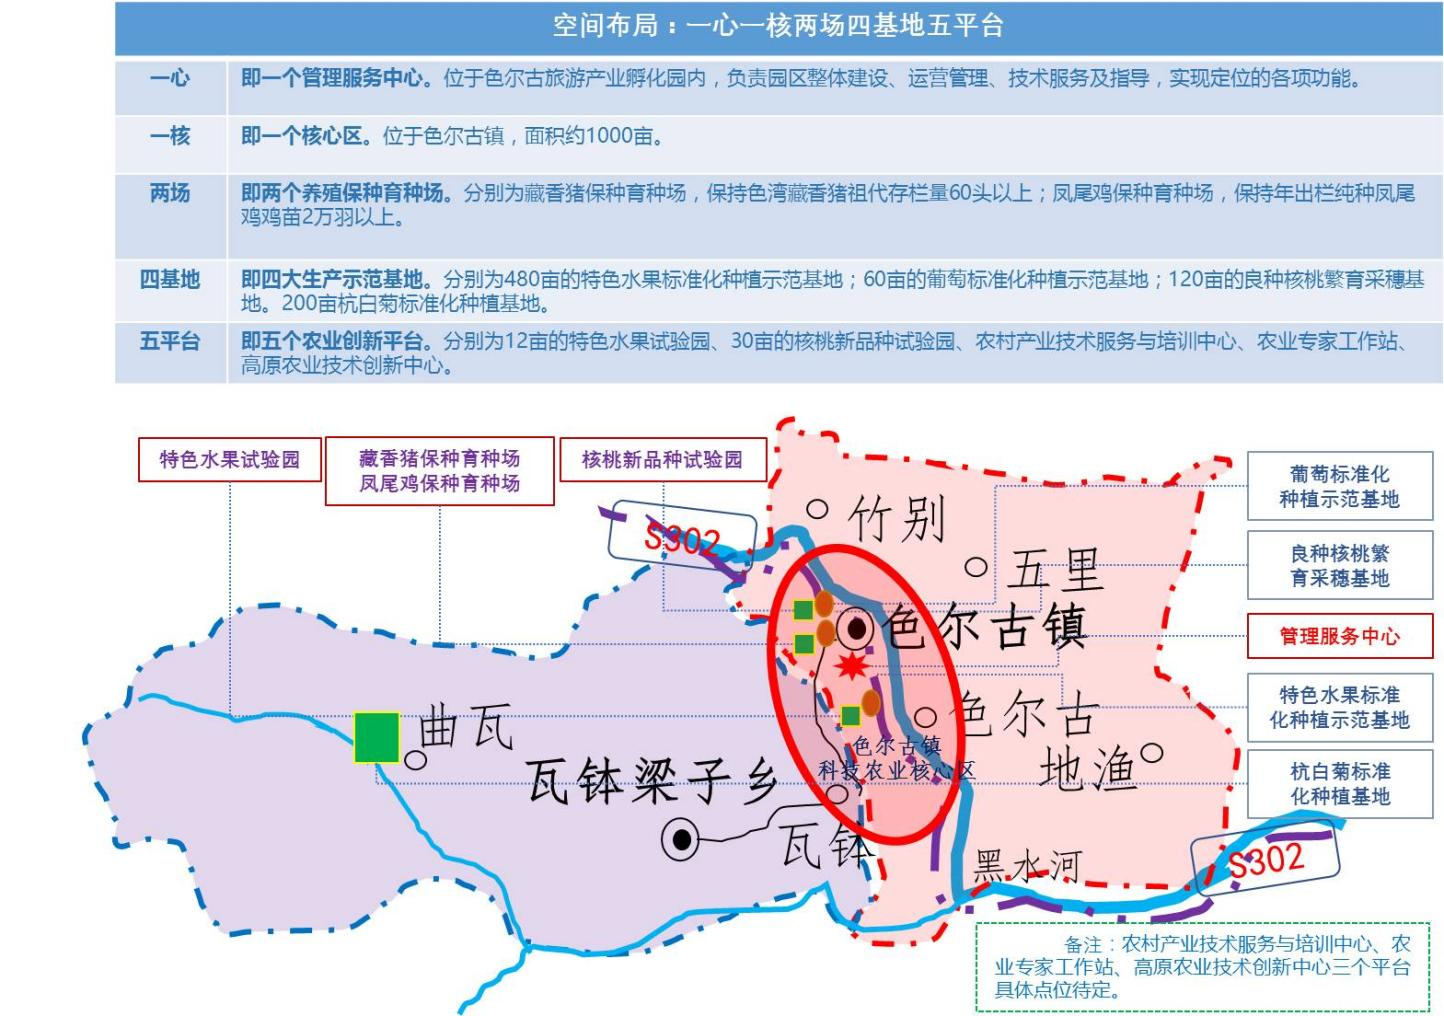 空间布局：一心一核两场四基地五平台
一心
即一个管理服务中心。位于色尔古旅游产业孵化园内，负责园区整体建设、运营管理、技术服务及指导，实现定位的各项功能。
一核
即一个核心区。位于色尔古镇，面积约1000亩。
两场
即两个养殖保种育种场。分别为藏香猪保种育种场，保持色湾藏香猪祖代存栏量60头以上；凤尾鸡保种育种场，保持年出栏纯种凤尾
鸡鸡苗2万羽以上。
四基地
即四大生产示范基地。分别为480亩的特色水果标准化种植示范基地；60亩的葡萄标准化种植示范基地；120亩的良种核桃繁育采穗基
地。200亩杭白菊标准化种植基地。
五平台
即五个农业创新平台。分别为12亩的特色水果试验园、30亩的核桃新品种试验园、农村产业技术服务与培训中心、农业专家工作站、
高原农业技术创新中心。
特色水果试验园
藏香猪保种育种场
凤尾鸡保种育种场
核桃新品种试验园
葡萄标准化
种植示范基地
良种核桃繁
育采穗基地
管理服务中心
特色水果标准
化种植示范基地
杭白菊标准
化种植基地
S302
竹别
五里
色尔古镇
色尔古
地渔
曲瓦
瓦钵梁子乡
瓦钵
色尔古镇
科技农业核心区
黑水河
S302
备注：农村产业技术服务与培训中心、农
业专家工作站、高原农业技术创新中心三个平台
具体点位待定。